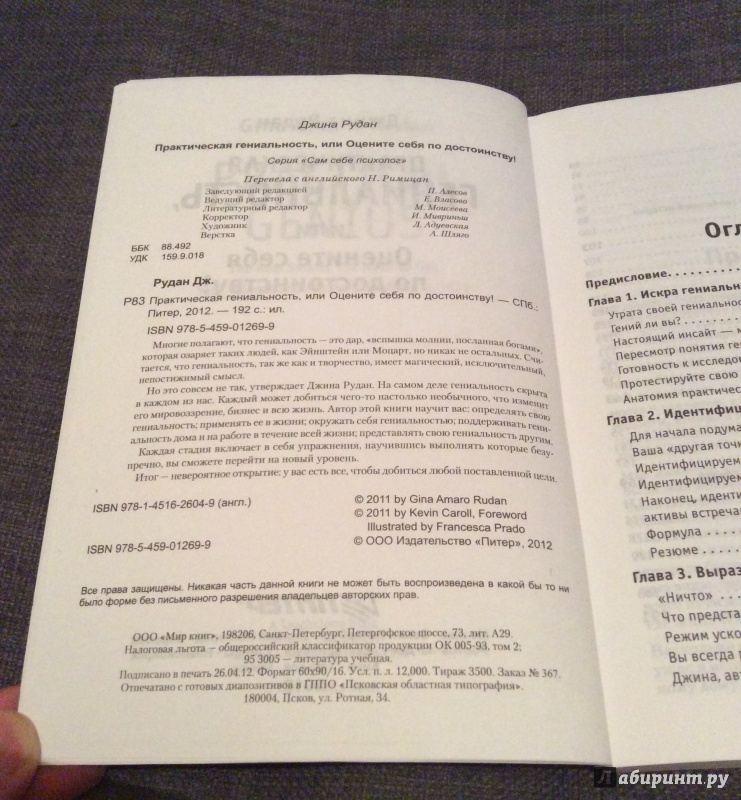 Джина Рудан
Практическая гениальность, или Оцените себя по достоинству!
Серия «Сам себе психолог»
Перевела с английского Н. Римицан
Заведующий редакцией П. Алесов
Ведущий редактор Е. Власова
Литературный редактор М. Моисеева
Корректор И. Мивриньш
Художник Л. Адуевская
Верстка А. Шляго
ББК 88.492
УДК 159.9.018
Рудан Дж.
Р83 Практическая гениальность, или Оцените себя по достоинству! — СПб.:
Питер, 2012. — 192 с.: ил.
ISBN 978-5-459-01269-9
Многие полагают, что гениальность — это дар, «вспышка молнии, посланная богами»,
которая озаряет таких людей, как Эйнштейн или Моцарт, но никак не остальных. Счи-
тается, что гениальность, так же как и творчество, имеет магический, исключительный,
непостижимый смысл.
Но это совсем не так, утверждает Джина Рудан. На самом деле гениальность скрыта
в каждом из нас. Каждый может добиться чего-то настолько необычного, что изменит
его мировоззрение, бизнес и всю жизнь. Автор этой книги научит вас: определять свою
гениальность; применять ее в жизни; окружать себя гениальностью; поддерживать гени-
альность дома и на работе в течение всей жизни; представлять свою гениальность другим.
Каждая стадия включает в себя упражнения, научившись выполнять которые безу-
пречно, вы сможете перейти на новый уровень.
Итог — невероятное открытие: у вас есть все, чтобы добиться любой поставленной цели.
ISBN 978-1-4516-2604-9 (англ.)
© 2011 by Gina Amaro Rudan
© 2011 by Kevin Caroll, Foreword
Illustrated by Francesca Prado
ISBN 978-5-459-01269-9
© ООО Издательство «Питер», 2012
Все права защищены. Никакая часть данной книги не может быть воспроизведена в какой бы то ни
было форме без письменного разрешения владельцев авторских прав.
ООО «Мир книг», 198206, Санкт-Петербург, Петергофское шоссе, 73, лит. А29.
Налоговая льгота — общероссийский классификатор продукции ОК 005-93, том 2;
95 3005 — литература учебная.
Подписано в печать 26.04.12. Формат 60х90/16. Усл. п. л. 12,000. Тираж 3500. Заказ № 367.
Отпечатано с готовых диапозитивов в ГППО «Псковская областная типография».
180004, Псков, ул. Ротная, 34.
Огл
Предисловие.
Глава 1. Искра гениальн
Утрата своей гениальнос
Гений ли вы?
Настоящий инсайт — к
Пересмотр понятия ге
Готовность к исследов
Протестируйте свою
Анатомия практичес
Глава 2. Идентифиц
Для начала подума
Ваша «другая точк
Идентифицируем
Идентифицируем
Наконец, иденти
активы встреча
Формула
Резюме
Глава 3. Выраз
«Ничто»
Что предста
Режим уско
Вы всегда г
Джина, авт
Лабиринт.ру